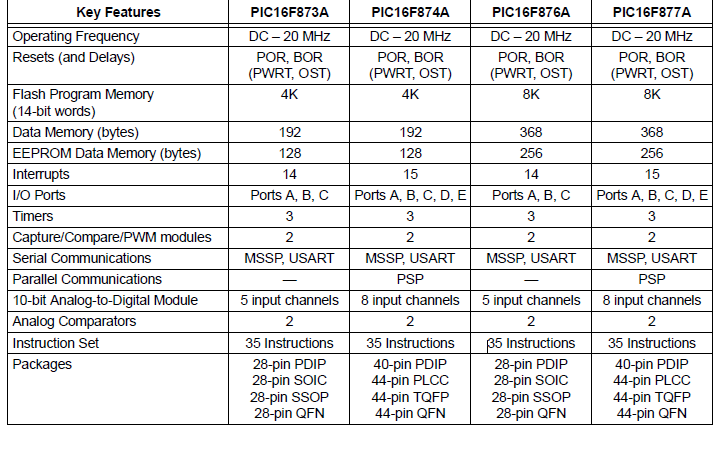 Key Features PIC16F873A PIC16F874A PIC16F876A PIC16F877A
Operating Frequency DC – 20 MHz DC – 20 MHz DC – 20 MHz DC – 20 MHz
Resets (and Delays) POR, BOR POR, BOR POR, BOR POR, BOR
(PWRT, OST) (PWRT, OST) (PWRT, OST) (PWRT, OST)
Flash Program Memory 4K 4K 8K 8K
(14-bit words)
Data Memory (bytes) 192 192 368 368
EEPROM Data Memory (bytes) 128 128 256 256
Interrupts 14 15 14 15
I/O Ports Ports A, B, C Ports A, B, C, D, E Ports A, B, C Ports A, B, C, D, E
Timers 3 3 3 3
Capture/Compare/PWM modules 2 2 2 2
Serial Communications MSSP, USART MSSP, USART MSSP, USART MSSP, USART
Parallel Communications — PSP — PSP
10-bit Analog-to-Digital Module 5 input channels 8 input channels 5 input channels 8 input channels
Analog Comparators 2 2 2 2
Instruction Set 35 Instructions 35 Instructions 35 Instructions 35 Instructions
Packages 28-pin PDIP 40-pin PDIP 28-pin PDIP 40-pin PDIP
28-pin SOIC 44-pin PLCC 28-pin SOIC 44-pin PLCC
28-pin SSOP 44-pin TQFP 28-pin SSOP 44-pin TQFP
28-pin QFN 44-pin QFN 28-pin QFN 44-pin QFN